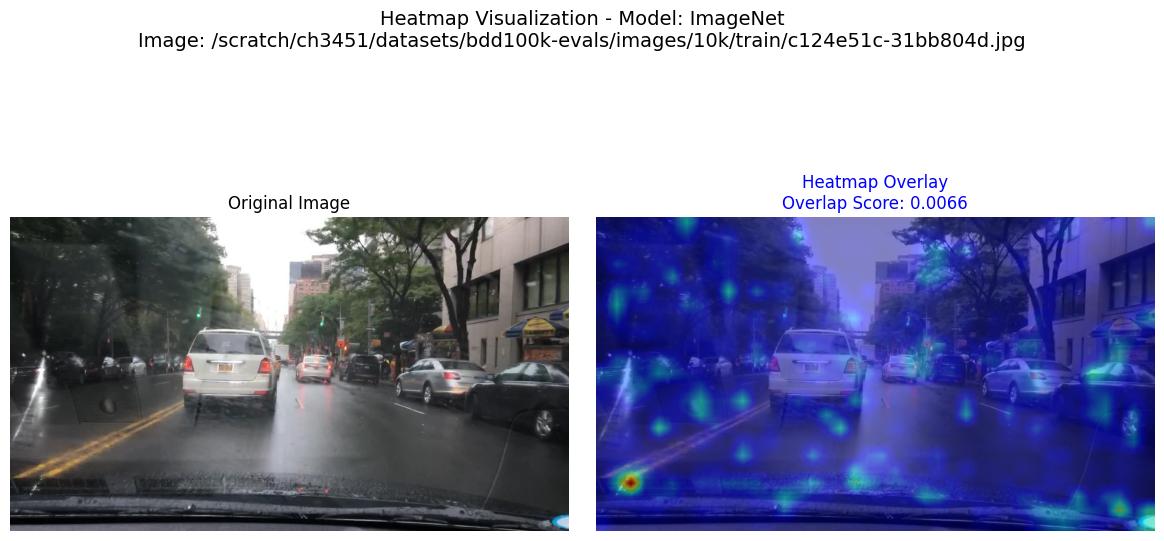 Heatmap Visualization - Model: ImageNet
Image: /scratch/ch3451/datasets/bdd100k-evals/images/10k/train/c124e51c-31bb804d.jpg
Original Image
Heatmap Overlay
Overlap Score: 0.0066